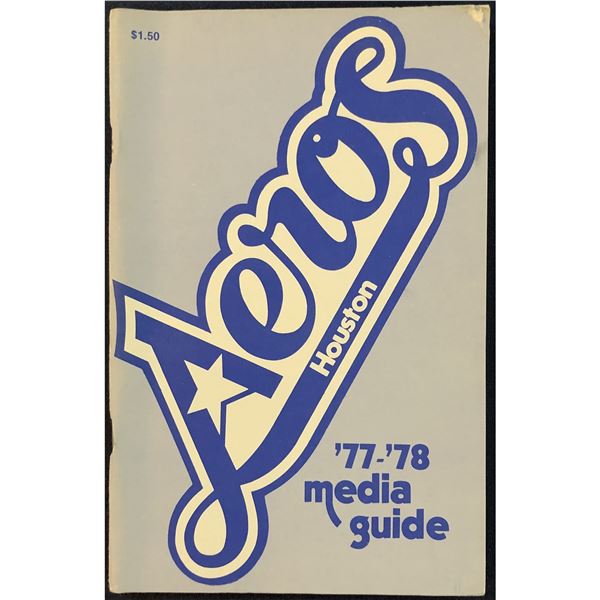 $1.50
Aeros
Houston
'77-'78
media
guide